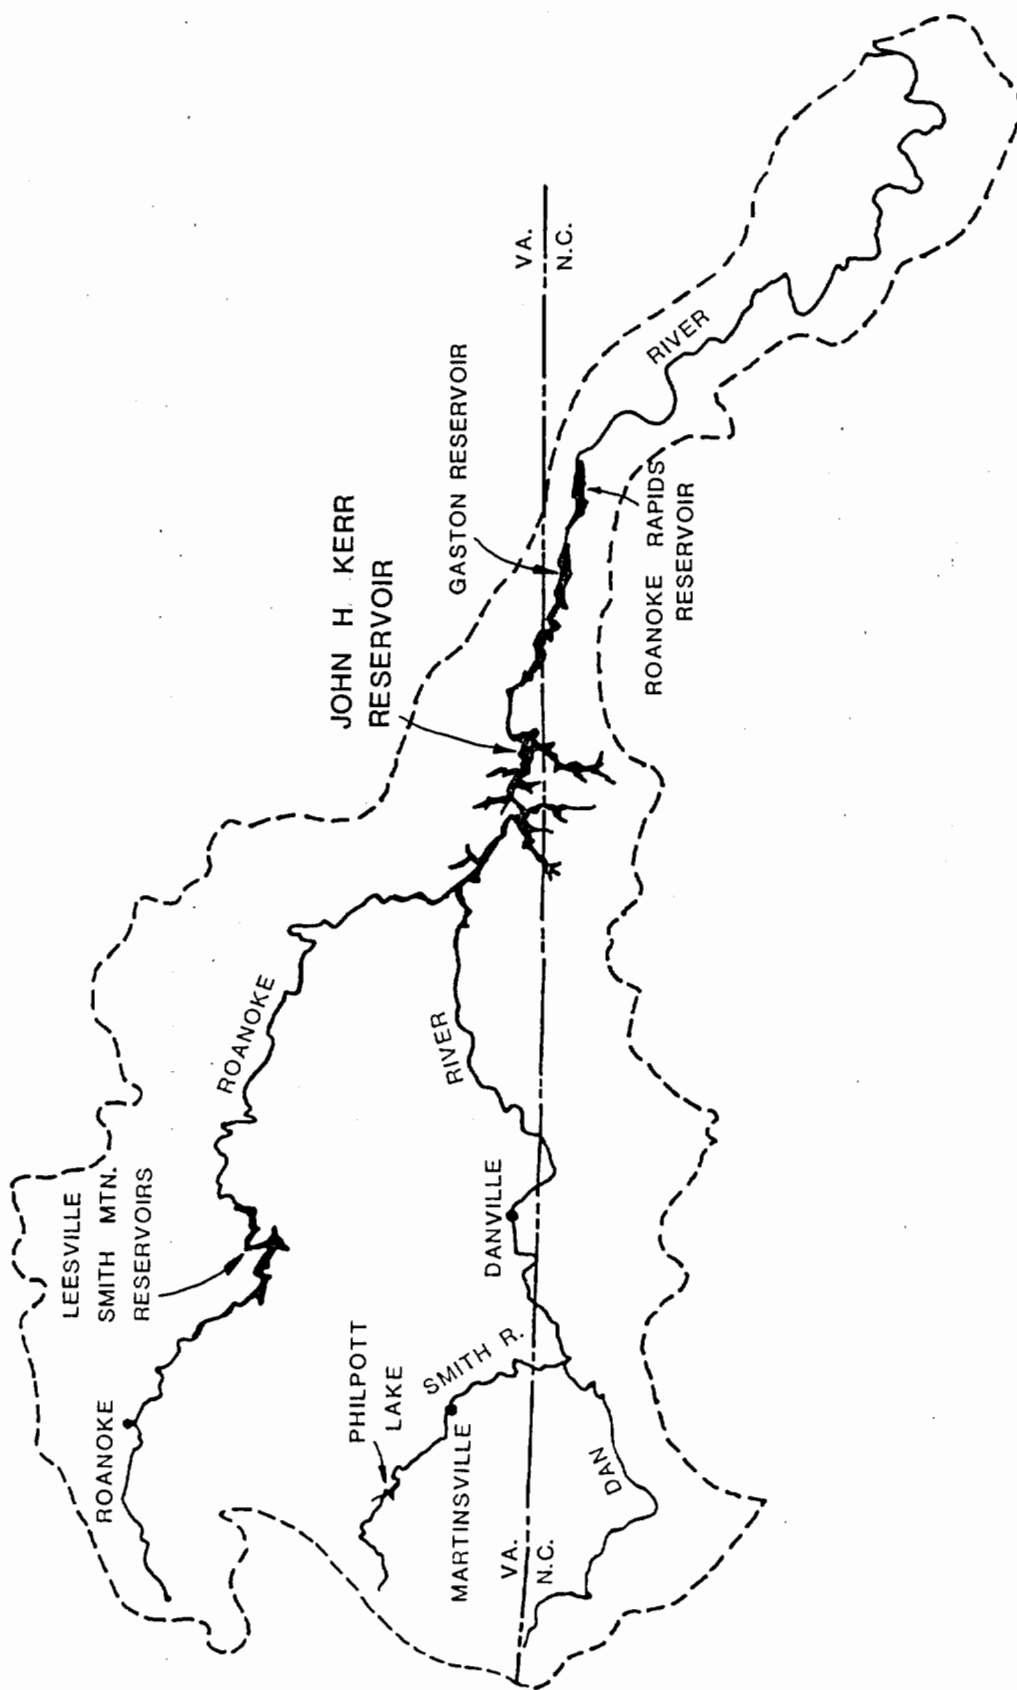 LEESVILLE
SMITH MTN.
RESERVOIRS
ROANOKE
ROANOKE
JOHN H. KERR
RESERVOIR
GASTON RESERVOIR
VA.
N.C.
PHILPOTT
LAKE
SMITH R.
MARTINSVILLE
DANVILLE
RIVER
VA.
N.C.
DAN
ROANOKE RAPIDS
RESERVOIR
RIVER